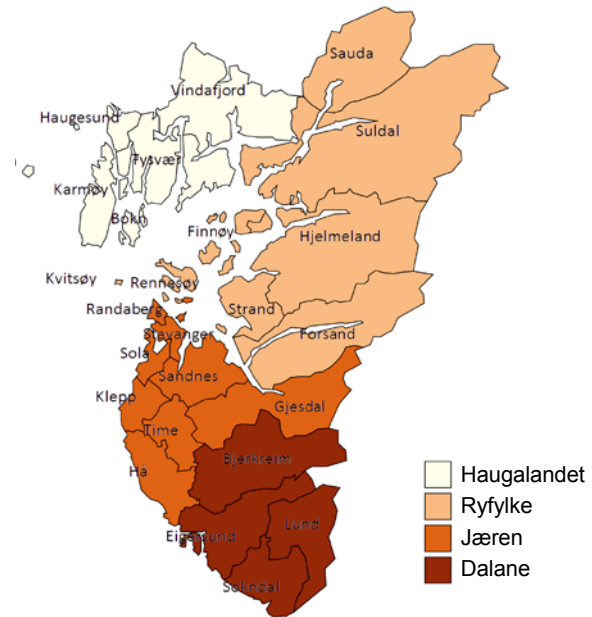 Sauda
Vindafjord
Haugesund
Suldal
Tysvær
Karmøy
Bokn
Finnøy
Hjelmeland
Kvitsøy
Rennesøy
Randaberg
Strand
Stavanger
Forsand
Sola
Sandnes
Klepp
Gjesdal
Time
Bjerkreim
Ha
Haugalandet
Ryfylke
Jæren
Dalane
Lund
Eigersund
Sokndal